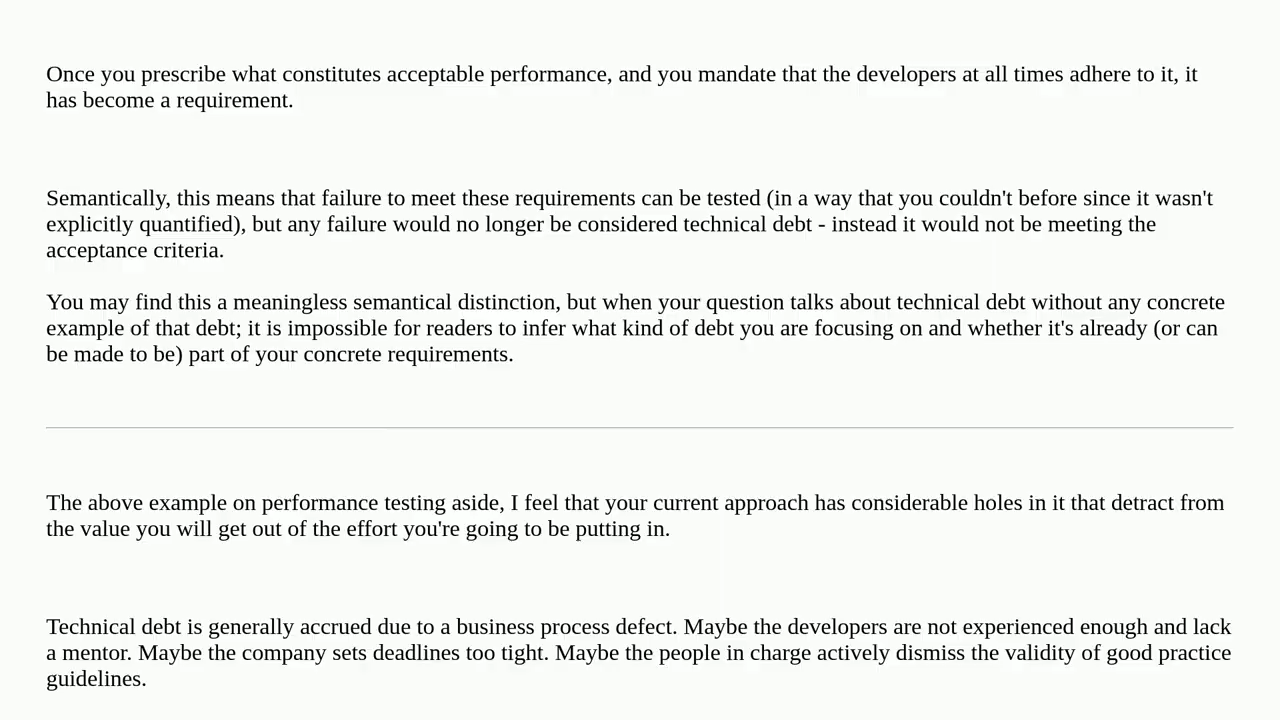 Once you prescribe what constitutes acceptable performance, and you mandate that the developers at all times adhere to it, it
has become a requirement.
Semantically, this means that failure to meet these requirements can be tested (in a way that you couldn't before since it wasn't
explicitly quantified), but any failure would no longer be considered technical debt - instead it would not be meeting the
acceptance criteria.
You may find this a meaningless semantical distinction, but when your question talks about technical debt without any concrete
example of that debt; it is impossible for readers to infer what kind of debt you are focusing on and whether it's already (or can
be made to be) part of your concrete requirements.
The above example on performance testing aside, I feel that your current approach has considerable holes in it that detract from
the value you will get out of the effort you're going to be putting in.
Technical debt is generally accrued due to a business process defect. Maybe the developers are not experienced enough and lack
a mentor. Maybe the company sets deadlines too tight. Maybe the people in charge actively dismiss the validity of good practice
guidelines.